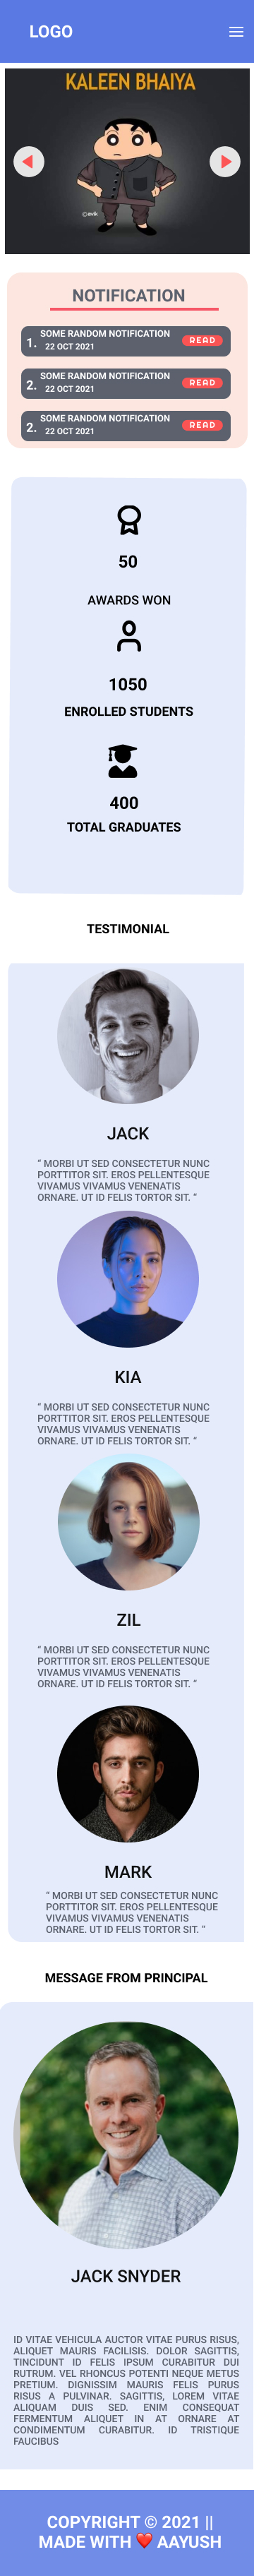 LOGO
KALEEN BHAIYA
©avik
NOTIFICATION
1. SOME RANDOM NOTIFICATION
22 OCT 2021
READ
2. SOME RANDOM NOTIFICATION
22 OCT 2021
READ
2. SOME RANDOM NOTIFICATION
22 OCT 2021
READ
50
AWARDS WON
1050
ENROLLED STUDENTS
400
TOTAL GRADUATES
TESTIMONIAL
JACK
“ MORBI UT SED CONSECTETUR NUNC
PORTTITOR SIT. EROS PELLENTESQUE
VIVAMUS VIVAMUS VENENATIS
ORNARE. UT ID FELIS TORTOR SIT. “
KIA
“ MORBI UT SED CONSECTETUR NUNC
PORTTITOR SIT. EROS PELLENTESQUE
VIVAMUS VIVAMUS VENENATIS
ORNARE. UT ID FELIS TORTOR SIT. “
ZIL
“ MORBI UT SED CONSECTETUR NUNC
PORTTITOR SIT. EROS PELLENTESQUE
VIVAMUS VIVAMUS VENENATIS
ORNARE. UT ID FELIS TORTOR SIT. “
MARK
“ MORBI UT SED CONSECTETUR NUNC
PORTTITOR SIT. EROS PELLENTESQUE
VIVAMUS VIVAMUS VENENATIS
ORNARE. UT ID FELIS TORTOR SIT. “
MESSAGE FROM PRINCIPAL
JACK SNYDER
ID VITAE VEHICULA AUCTOR VITAE PURUS RISUS,
ALIQUET MAURIS FACILISIS. DOLOR SAGITTIS,
TINCIDUNT ID FELIS IPSUM CURABITUR DUI
RUTRUM. VEL RHONCUS POTENTI NEQUE METUS
PRETIUM. DIGNISSIM MAURIS FELIS PURUS
RISUS A PULVINAR. SAGITTIS, LOREM VITAE
ALIQUAM DUIS SED. ENIM CONSEQUAT
FERMENTUM ALIQUET IN AT ORNARE AT
CONDIMENTUM CURABITUR. ID TRISTIQUE
FAUCIBUS
COPYRIGHT © 2021 ||
MADE WITH ❤️ AAYUSH